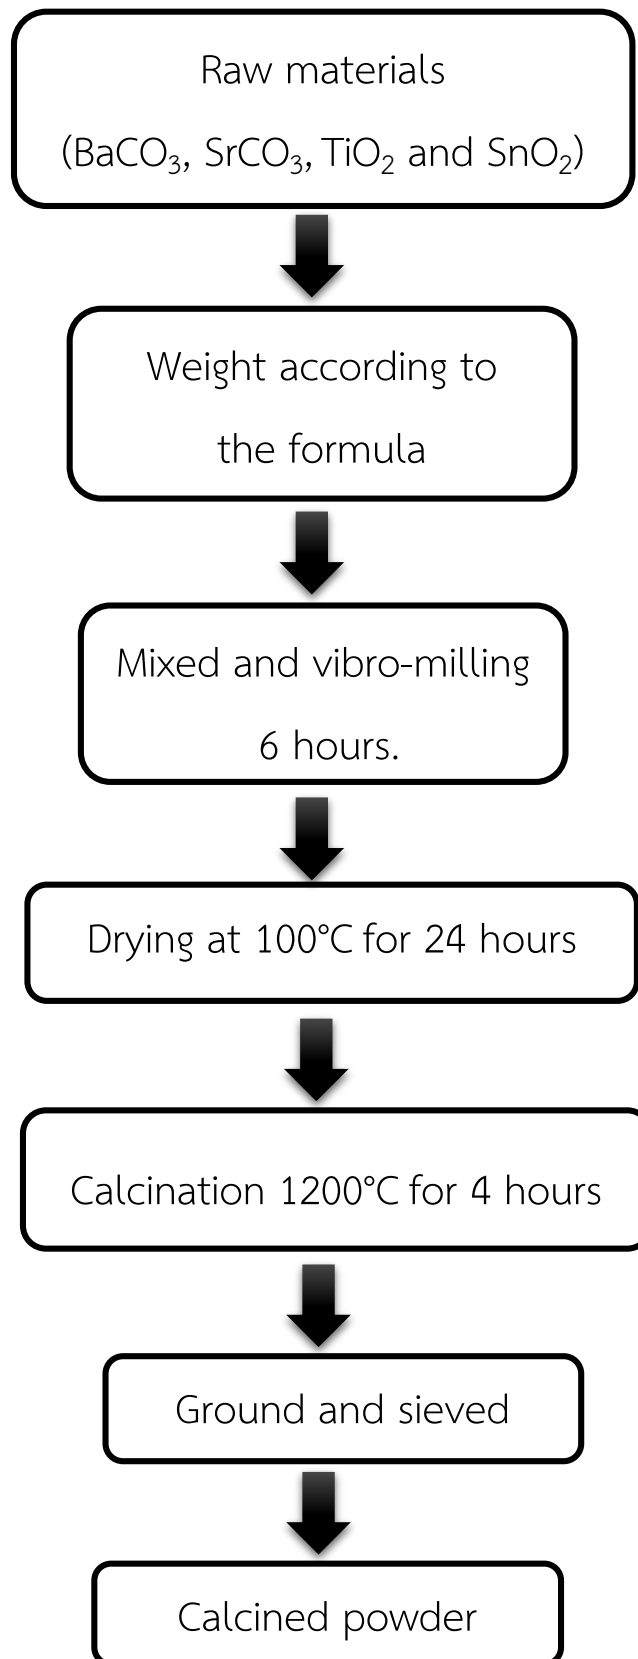 Raw materials
(BaCO₃, SrCO₃, TiO₂ and SnO₂)
Weight according to
the formula
Mixed and vibro-milling
6 hours.
Drying at 100°C for 24 hours
Calcination 1200°C for 4 hours
Ground and sieved
Calcined powder